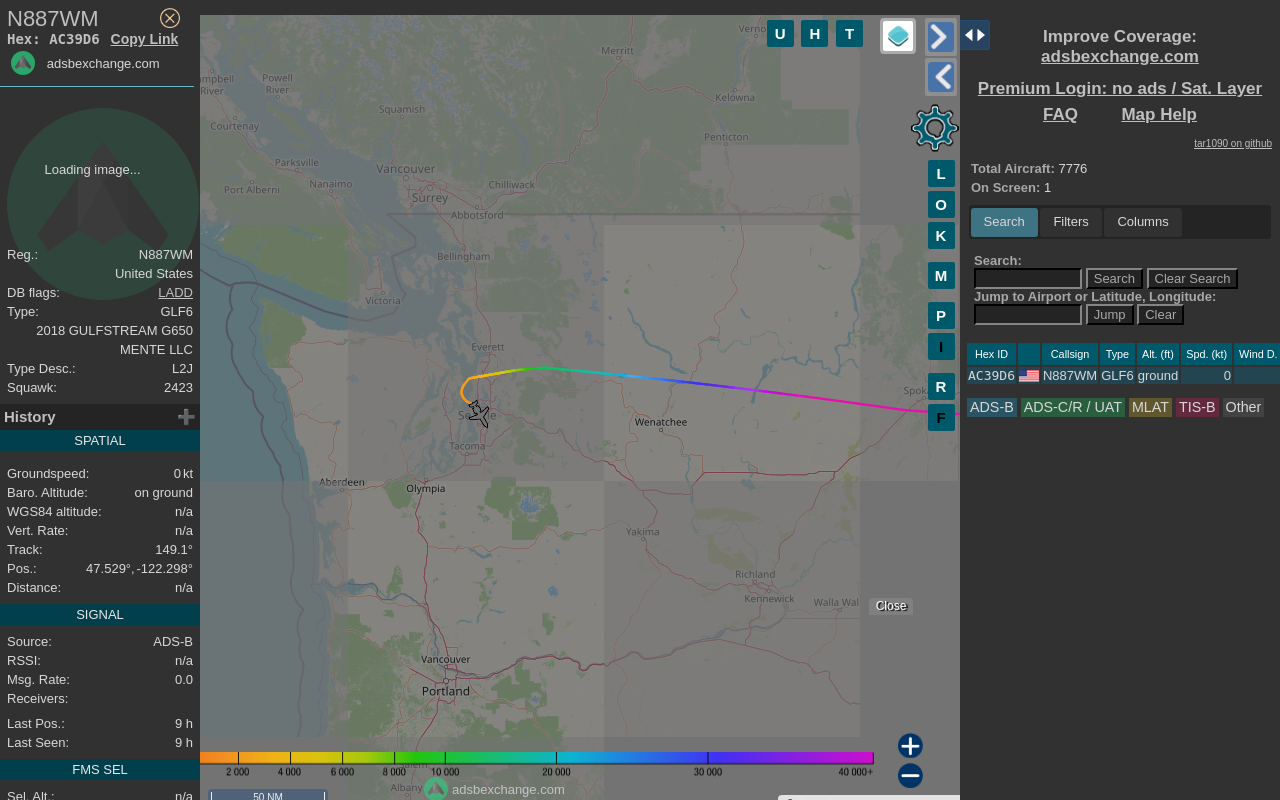 N887WM
Hex: AC39D6 Copy Link
adsbexchange.com
Loading image...
Reg.: N887WM
United States
DB flags: LADD
Type: GLF6
2018 GULFSTREAM G650
MENTE LLC
Type Desc.: L2J
Squawk: 2423
History
SPATIAL
Groundspeed: 0 kt
Baro. Altitude: on ground
WGS84 altitude: n/a
Vert. Rate: n/a
Track: 149.1°
Pos.: 47.529°, -122.298°
Distance: n/a
SIGNAL
Source: ADS-B
RSSI: n/a
Msg. Rate: 0.0
Receivers:
Last Pos.: 9 h
Last Seen: 9 h
FMS SEL
Sel. Alt.: n/a
U H T
L
O
K
M
P
I
R
F
Merritt
Powell
River
River
Squamish
Kelowna
Courtenay
Penticton
Parksville
Vancouver
Port Alberni
Nanaimo
Surrey
Chilliwack
Abbotsford
Bellingham
Victoria
Everett
Wenatchee
Tacoma
Aberdeen
Olympia
Yakima
Richland
Kennewick
Walla Wal
Close
Vancouver
Portland
Albany
2 000 4 000 6 000 8 000 10 000 20 000 30 000 40 000+
adsbexchange.com
50 NM
Improve Coverage:
adsbexchange.com
Premium Login: no ads / Sat. Layer
FAQ Map Help
tar1090 on github
Total Aircraft: 7776
On Screen: 1
Search Filters Columns
Search:
Search Clear Search
Jump to Airport or Latitude, Longitude:
Jump Clear
Hex ID Callsign Type Alt. (ft) Spd. (kt) Wind D.
AC39D6 N887WM GLF6 ground 0
ADS-B ADS-C/R / UAT MLAT TIS-B Other